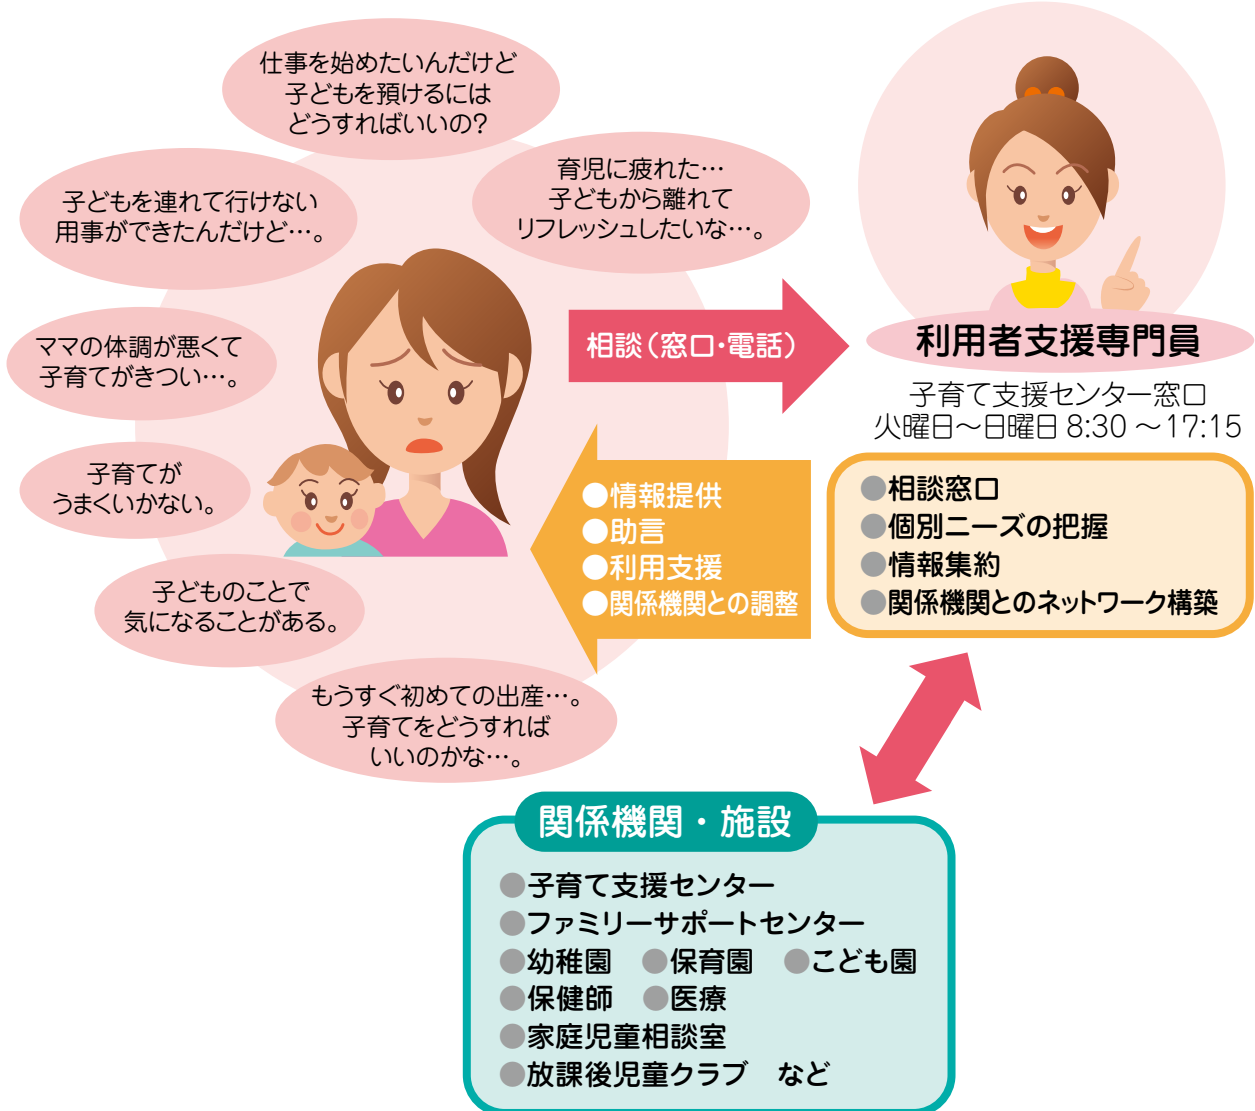 仕事を始めたいんだけど
子どもを預けるには
どうすればいいの?
育児に疲れた…
子どもから離れて
リフレッシュしたいな…。
子どもを連れて行けない
用事ができたんだけど…。
ママの体調が悪くて
子育てがきつい…。
子育てが
うまくいかない。
子どものことで
気になることがある。
もうすぐ初めての出産…。
子育てをどうすれば
いいのかな…。
相談(窓口・電話)
利用者支援専門員
子育て支援センター窓口
火曜日〜日曜日 8:30 〜17:15
●情報提供
●助言
●利用支援
●関係機関との調整
●相談窓口
●個別ニーズの把握
●情報集約
●関係機関とのネットワーク構築
関係機関・施設
●子育て支援センター
●ファミリーサポートセンター
●幼稚園 ●保育園 ●こども園
●保健師 ●医療
●家庭児童相談室
●放課後児童クラブ など